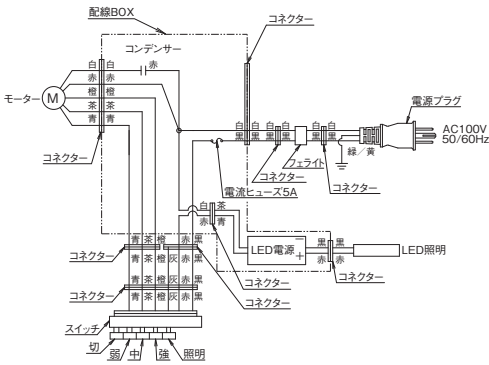 配線BOX
コネクター
コンデンサー
白 白 赤
赤 赤
橙 橙
茶 茶
青 青
モーター M
コネクター
電源プラグ
AC100V
50/60Hz
白 白 白 白 白 白
黒 黒 黒 黒 黒 黒
緑/黄
フェライト
コネクター
コネクター
電流ヒューズ5A
白 茶
赤 青
青 茶 橙 赤 黒
コネクター
青 茶 橙 灰 赤 黒
LED電源
−
+
黒 黒
赤 赤
LED照明
コネクター
コネクター
コネクター
青 茶 橙 灰 赤 黒
コネクター
青 茶 橙 灰 赤 黒
スイッチ
切 弱 中 強 照明